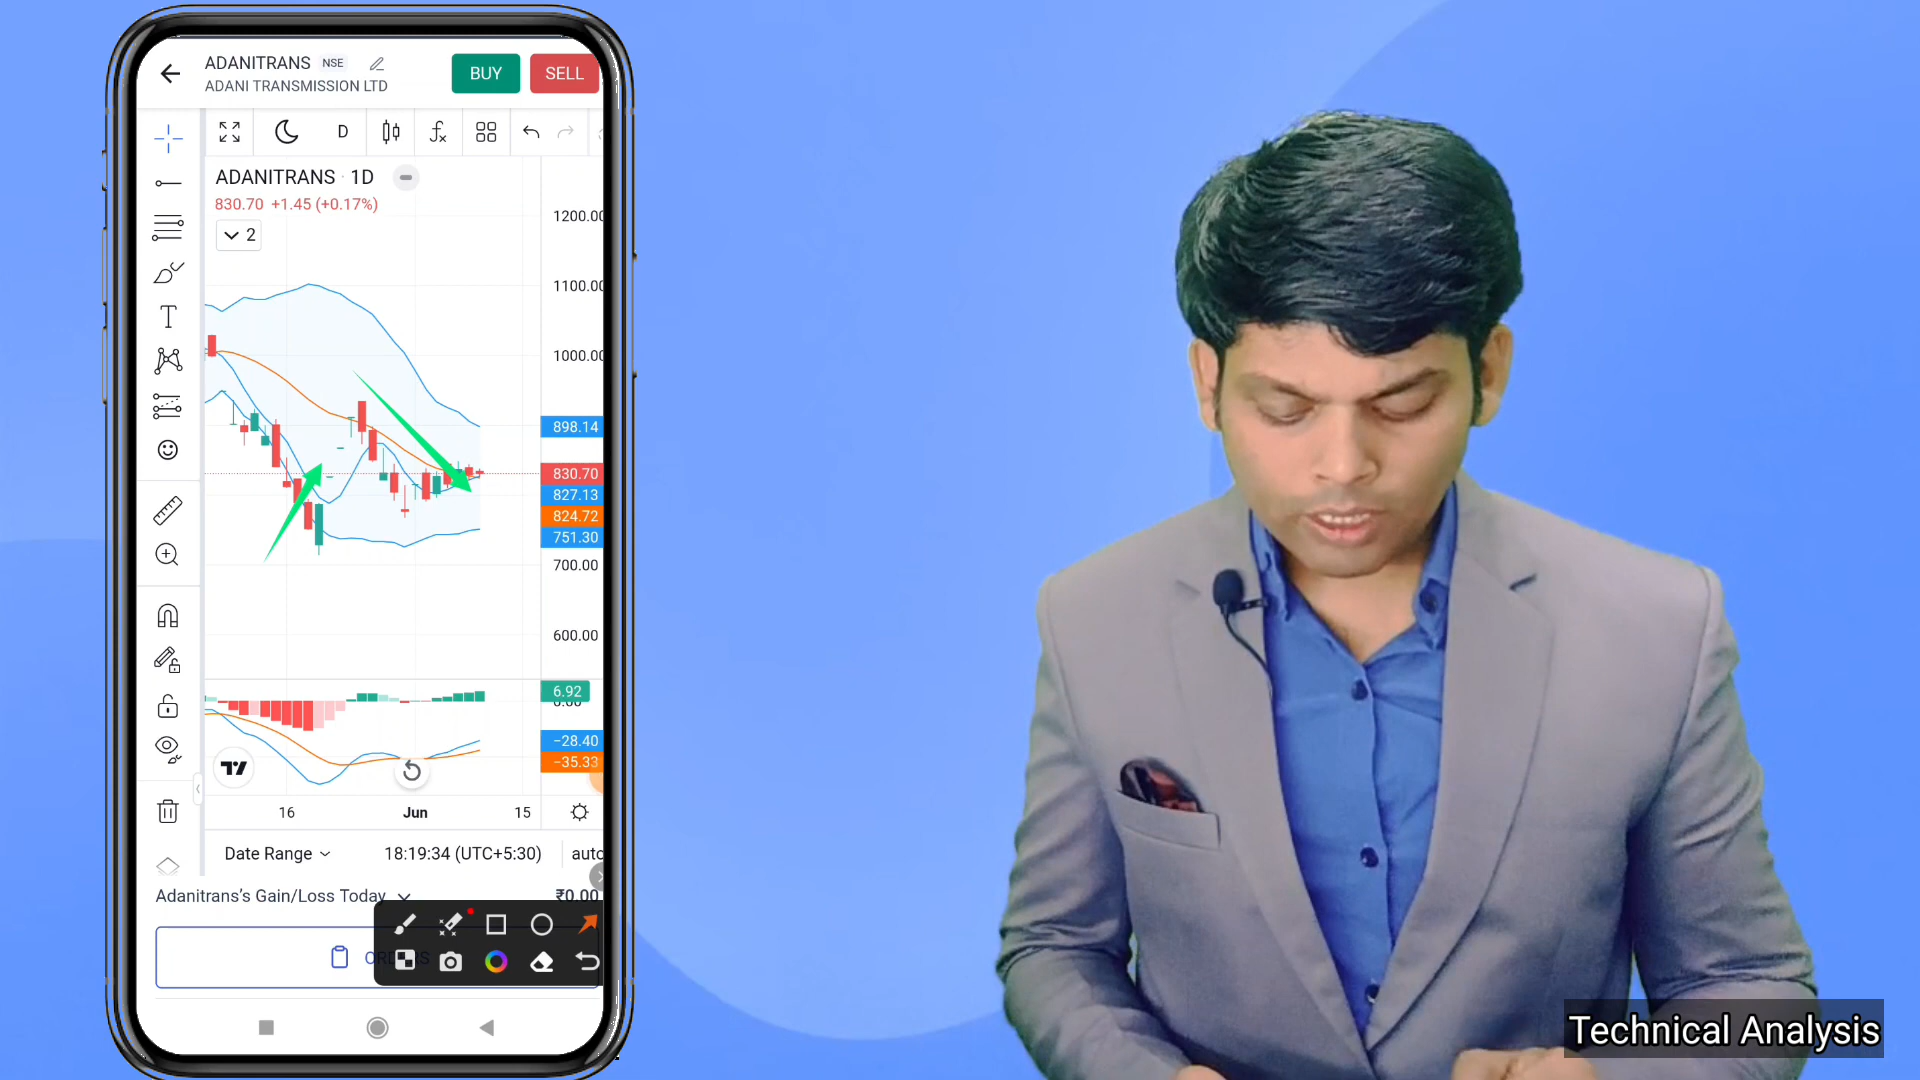 ADANITRANS NSE
ADANI TRANSMISSION LTD
BUY
SELL
D
ADANITRANS · 1D
830.70 +1.45 (+0.17%)
2
1200.00
1100.00
1000.00
898.14
830.70
827.13
824.72
751.30
700.00
600.00
6.92
0.00
−28.40
−35.33
16
Jun
15
Date Range
18:19:34 (UTC+5:30)
auto
Adanitrans's Gain/Loss Today
₹0.00
Technical Analysis